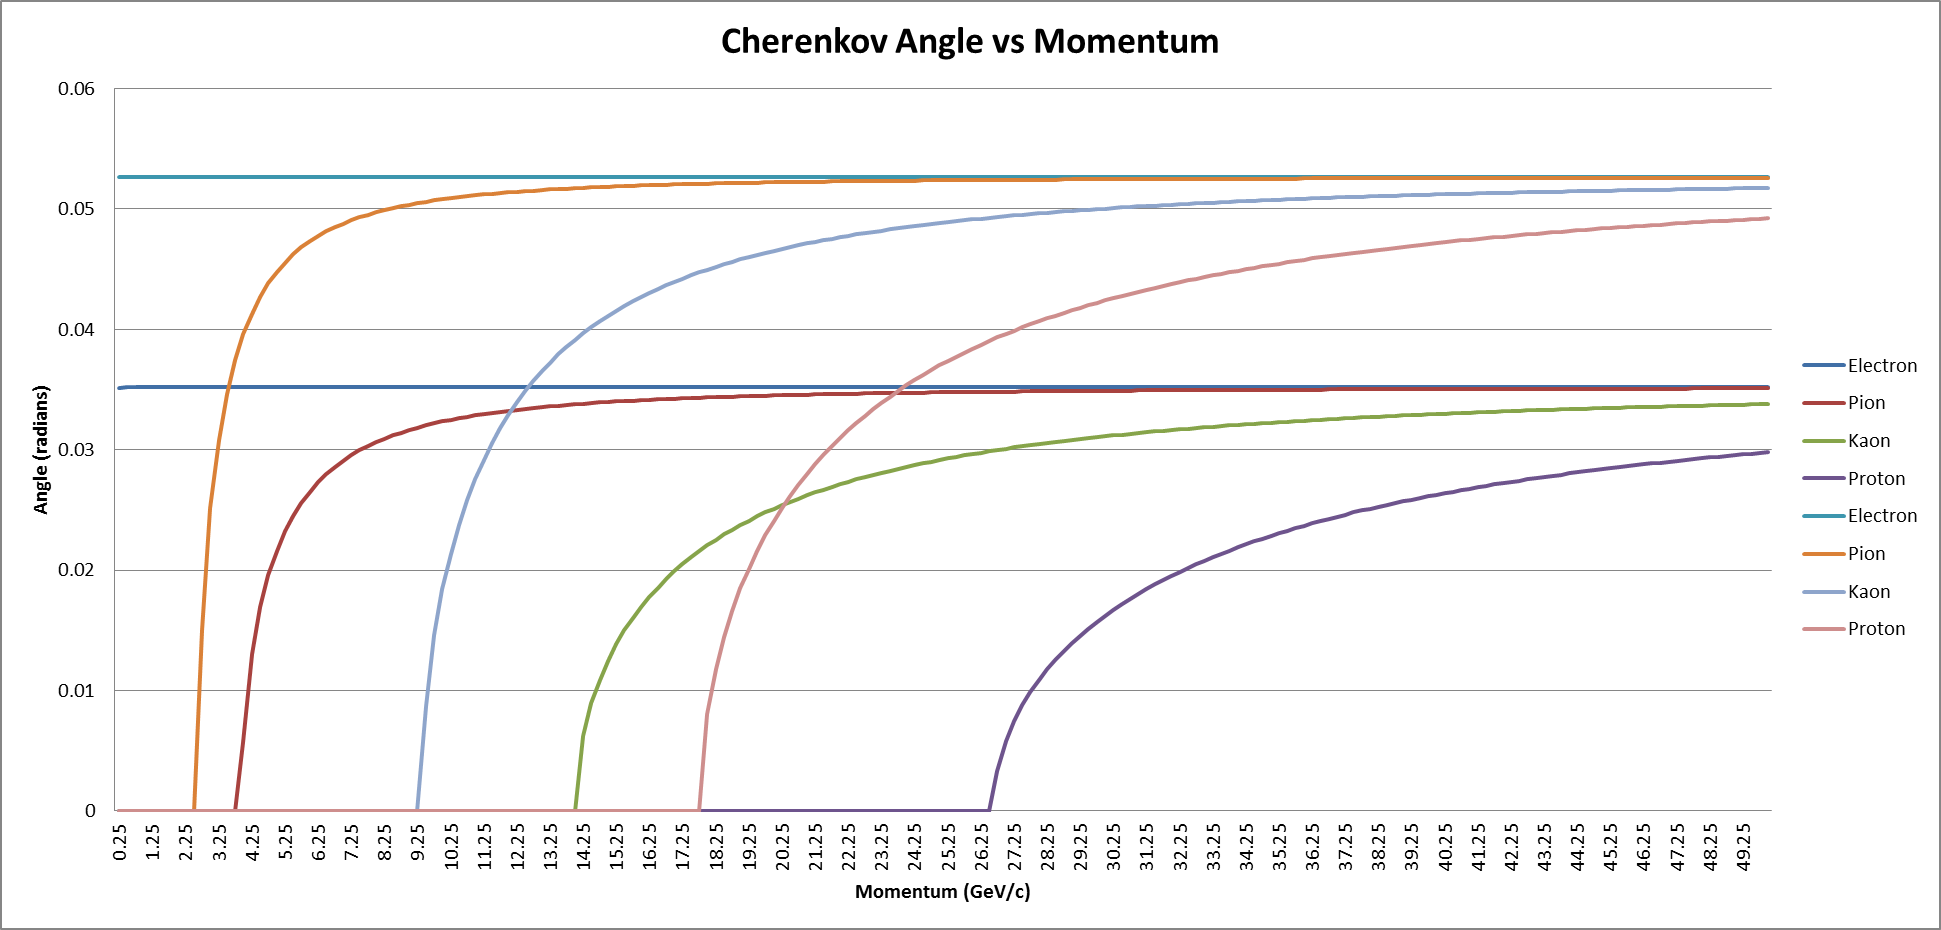 Cherenkov Angle vs Momentum
0.06
0.05
0.04
0.03
0.02
0.01
0
Angle (radians)
0.25 1.25 2.25 3.25 4.25 5.25 6.25 7.25 8.25 9.25 10.25 11.25 12.25 13.25 14.25 15.25 16.25 17.25 18.25 19.25 20.25 21.25 22.25 23.25 24.25 25.25 26.25 27.25 28.25 29.25 30.25 31.25 32.25 33.25 34.25 35.25 36.25 37.25 38.25 39.25 40.25 41.25 42.25 43.25 44.25 45.25 46.25 47.25 48.25 49.25
Momentum (GeV/c)
Electron
Pion
Kaon
Proton
Electron
Pion
Kaon
Proton